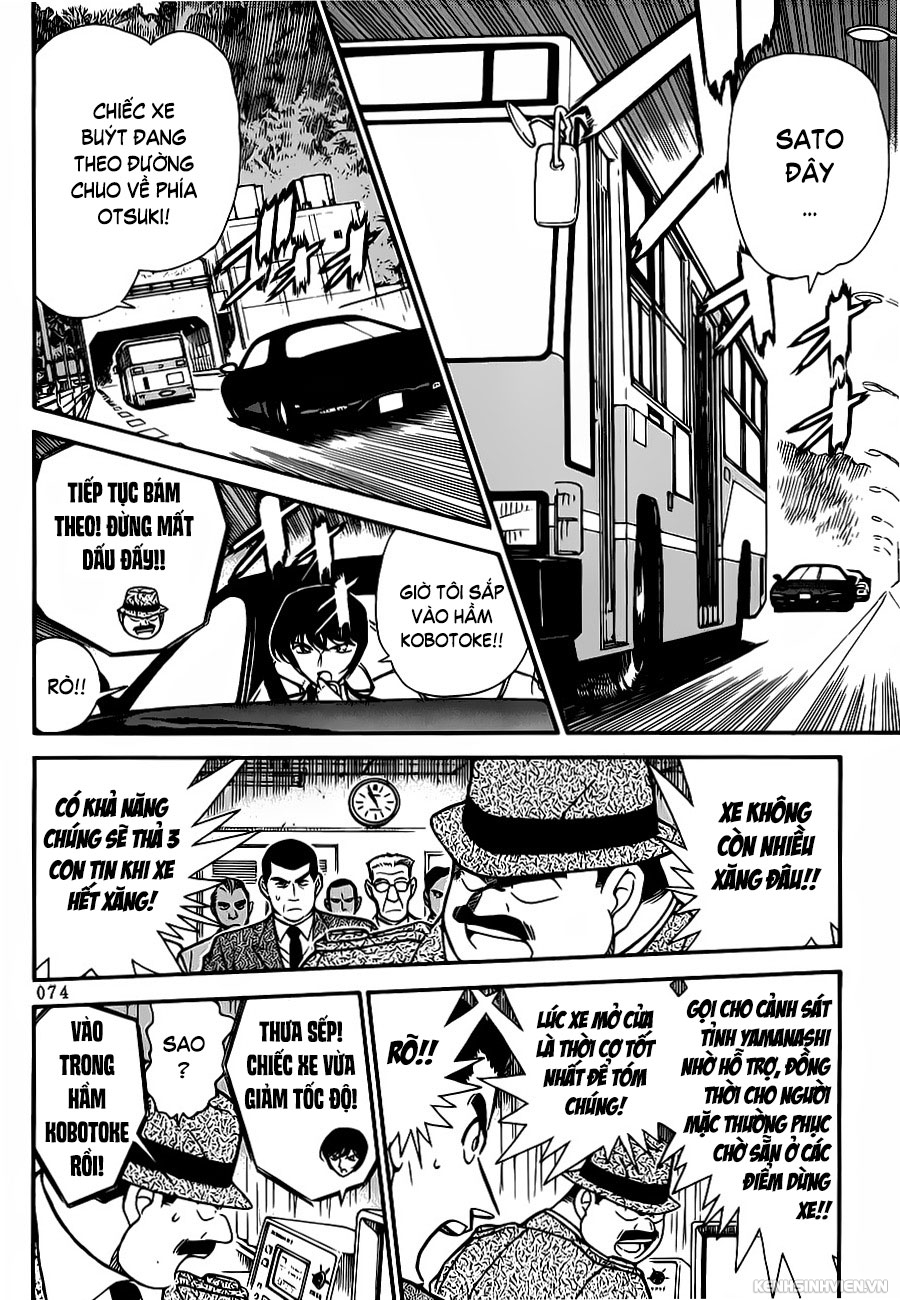 SATO
ĐÂY
...
CHIẾC XE
BUÝT ĐANG
THEO ĐƯỜNG
CHUO VỀ PHÍA
OTSUKI!
GIỜ TÔI SẮP
VÀO HẦM
KOBOTOKE!!
TIẾP TỤC BÁM
THEO! ĐỪNG MẤT
DẤU ĐẤY!!
RÒ!!
XE KHÔNG
CÒN NHIỀU
XĂNG ĐÂU!!
CÓ KHẢ NĂNG
CHÚNG SẼ THẢ 3
CON TIN KHI XE
HẾT XĂNG!
074
GỌI CHO CẢNH SÁT
TỈNH YAMANASHI
NHỜ HỖ TRỢ, ĐỒNG
THỜI CHO NGƯỜI
MẶC THƯỜNG PHỤC
CHỜ SẴN Ở CÁC
ĐIỂM DỪNG
XE!!
LÚC XE MỞ CỬA
LÀ THỜI CƠ TỐT
NHẤT ĐỂ TÓM
CHÚNG!
RÕ!!
THƯA SẾP!
CHIẾC XE VỪA
GIẢM TỐC ĐỘ!
SAO
?
VÀO
TRONG
HẦM
KOBOTOKE
RỒI!
KENHSINHVIEN.VN